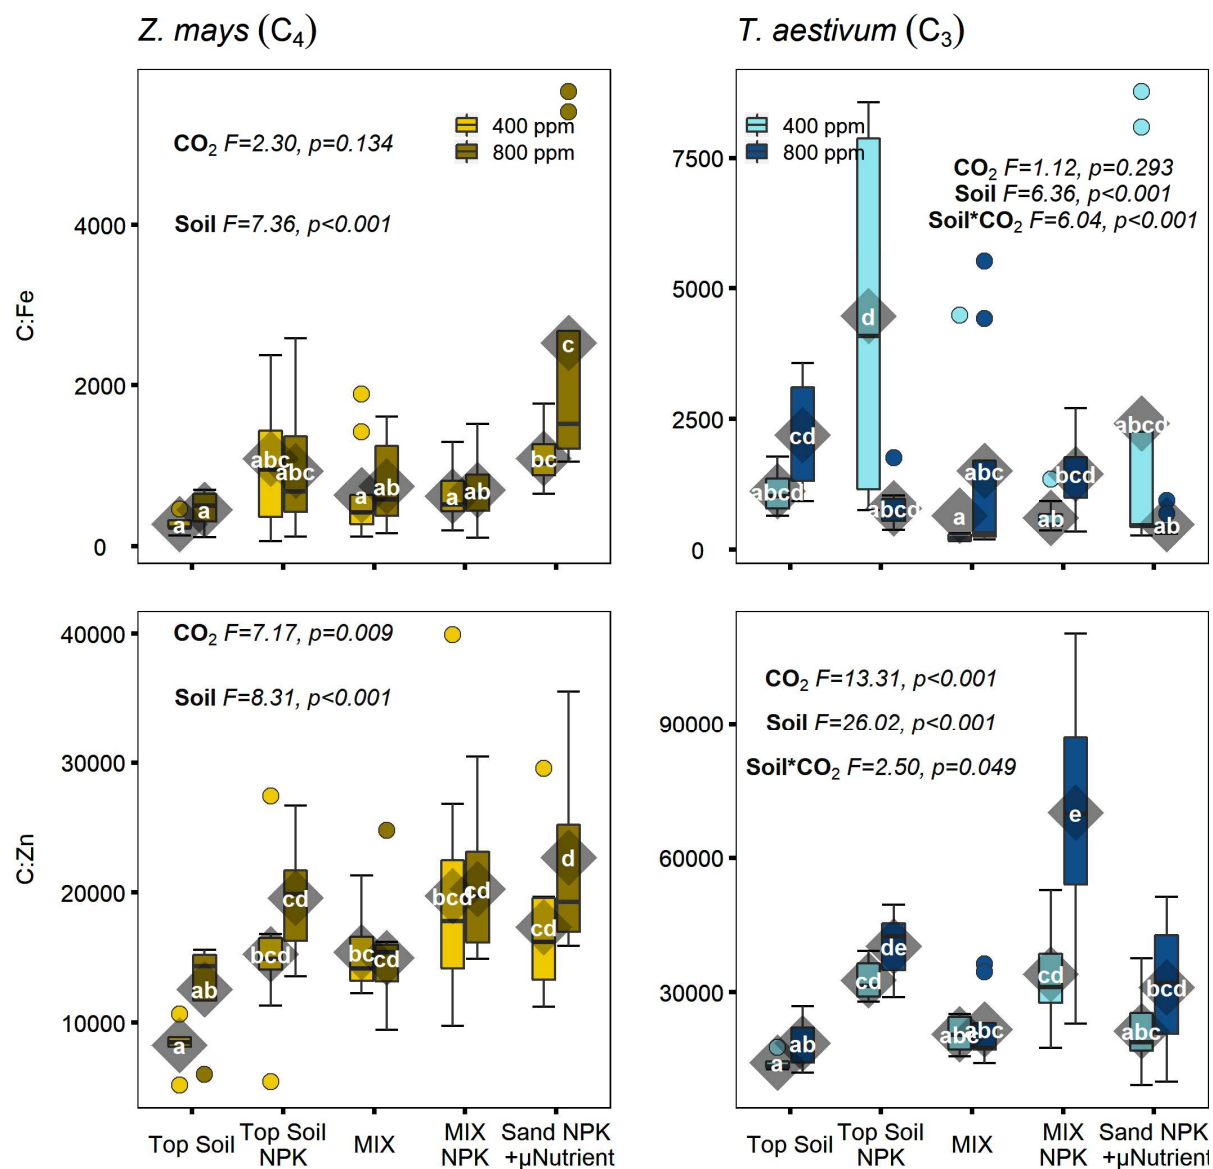 Z. mays (C₄)
T. aestivum (C₃)
C:Fe
4000
2000
0
CO₂ F=2.30, p=0.134
Soil F=7.36, p<0.001
400 ppm
800 ppm
a
a
abc
abc
a
ab
a
ab
bc
c
7500
5000
2500
0
400 ppm
800 ppm
CO₂ F=1.12, p=0.293
Soil F=6.36, p<0.001
Soil*CO₂ F=6.04, p<0.001
abcd
cd
d
abcd
a
abc
ab
bcd
abcd
ab
C:Zn
40000
30000
20000
10000
CO₂ F=7.17, p=0.009
Soil F=8.31, p<0.001
a
ab
bcd
cd
bc
cd
bcd
cd
cd
d
Top Soil
Top Soil NPK
MIX
MIX NPK
Sand NPK +µNutrient
90000
60000
30000
CO₂ F=13.31, p<0.001
Soil F=26.02, p<0.001
Soil*CO₂ F=2.50, p=0.049
a
ab
cd
de
abc
abc
cd
e
abc
bcd
Top Soil
Top Soil NPK
MIX
MIX NPK
Sand NPK +µNutrient